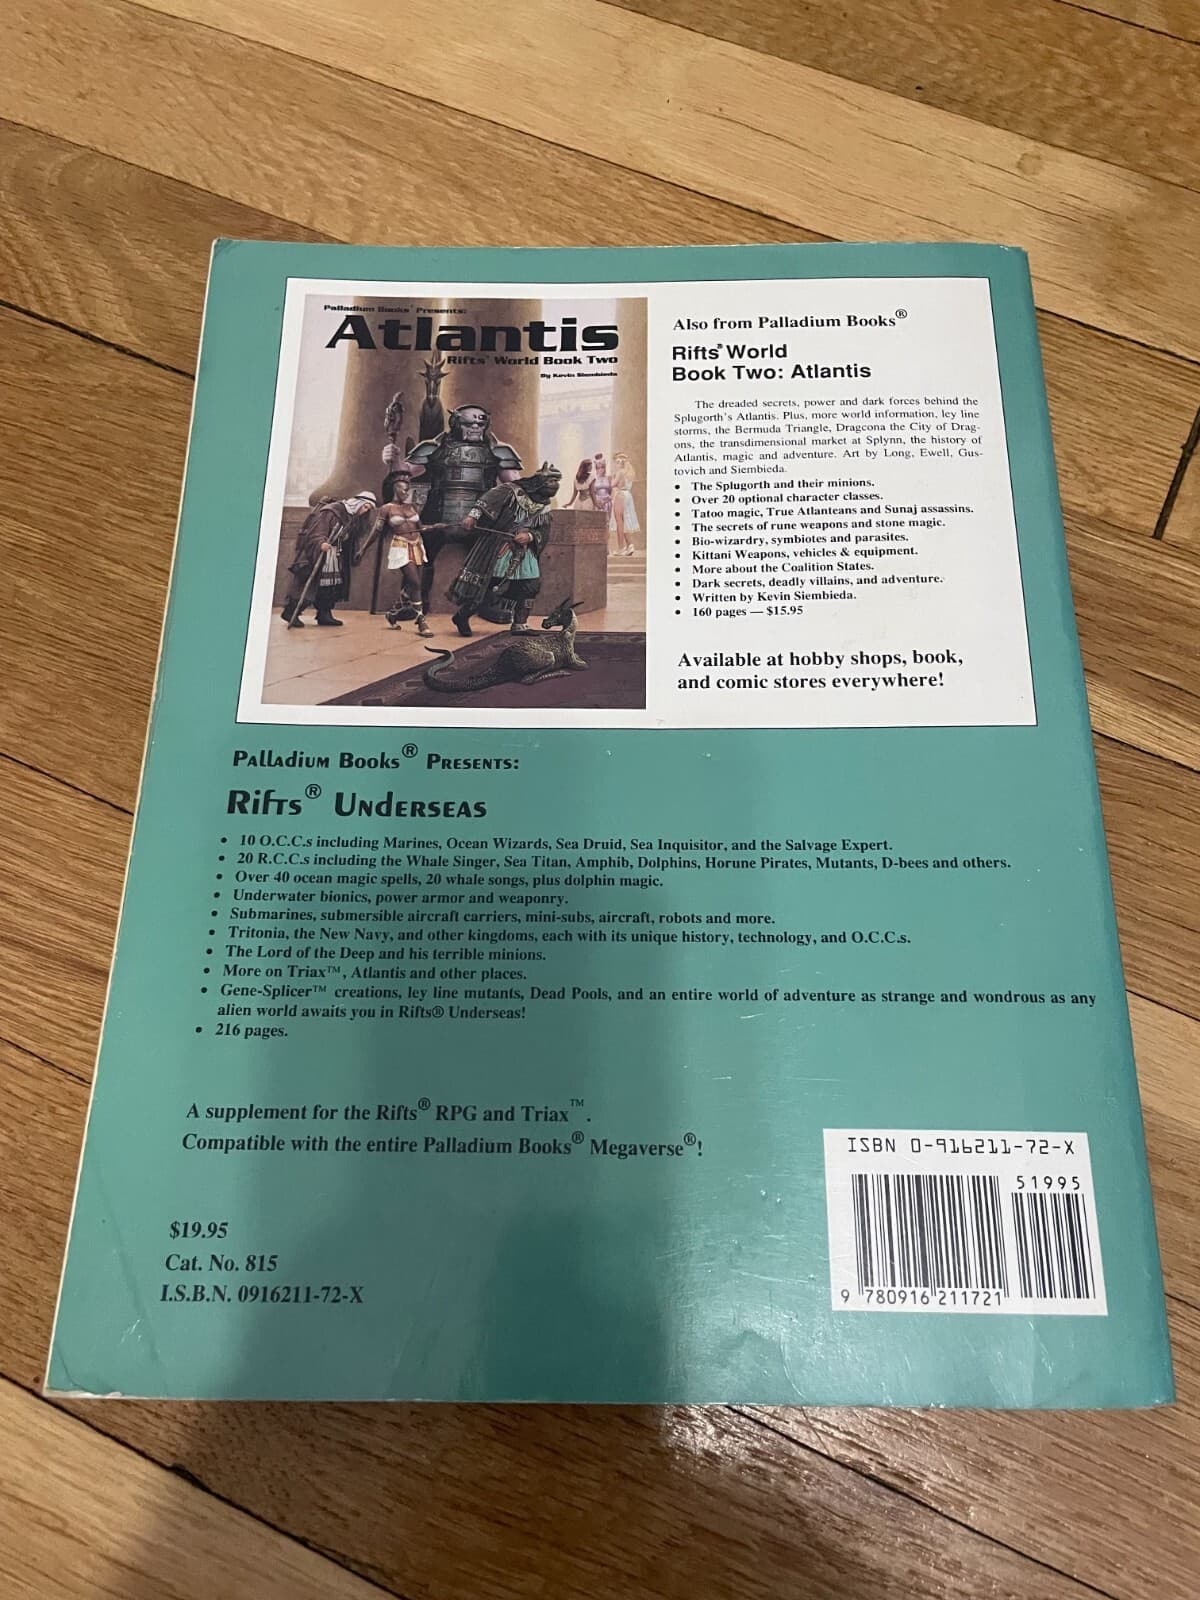 Palladium Books® Presents:
Atlantis
Rifts® World Book Two
By Kevin Siembieda
Also from Palladium Books®
Rifts® World
Book Two: Atlantis
The dreaded secrets, power and dark forces behind the
Splugorth's Atlantis. Plus, more world information, ley line
storms, the Bermuda Triangle, Dragcona the City of Drag-
ons, the transdimensional market at Splynn, the history of
Atlantis, magic and adventure. Art by Long, Ewell, Gus-
tovich and Siembieda.
• The Splugorth and their minions.
• Over 20 optional character classes.
• Tatoo magic, True Atlanteans and Sunaj assassins.
• The secrets of rune weapons and stone magic.
• Bio-wizardry, symbiotes and parasites.
• Kittani Weapons, vehicles & equipment.
• More about the Coalition States.
• Dark secrets, deadly villains, and adventure.
• Written by Kevin Siembieda.
• 160 pages — $15.95
Available at hobby shops, book,
and comic stores everywhere!
Palladium Books® Presents:
Rifts® Underseas
• 10 O.C.C.s including Marines, Ocean Wizards, Sea Druid, Sea Inquisitor, and the Salvage Expert.
• 20 R.C.C.s including the Whale Singer, Sea Titan, Amphib, Dolphins, Horune Pirates, Mutants, D-bees and others.
• Over 40 ocean magic spells, 20 whale songs, plus dolphin magic.
• Underwater bionics, power armor and weaponry.
• Submarines, submersible aircraft carriers, mini-subs, aircraft, robots and more.
• Tritonia, the New Navy, and other kingdoms, each with its unique history, technology, and O.C.C.s.
• The Lord of the Deep and his terrible minions.
• More on Triax™, Atlantis and other places.
• Gene-Splicer™ creations, ley line mutants, Dead Pools, and an entire world of adventure as strange and wondrous as any
alien world awaits you in Rifts® Underseas!
• 216 pages.
A supplement for the Rifts® RPG and Triax™.
Compatible with the entire Palladium Books® Megaverse®!
$19.95
Cat. No. 815
I.S.B.N. 0916211-72-X
ISBN 0-916211-72-X
51995
9 780916 211721